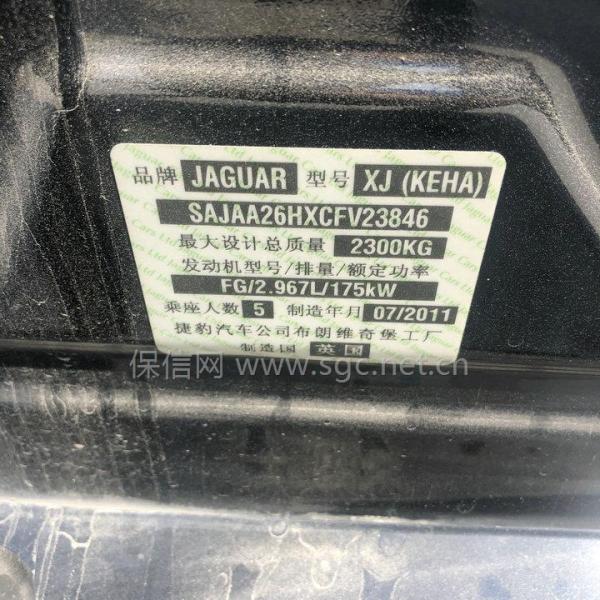 品牌 JAGUAR 型号 XJ (KEHA)
SAJAA26HXCFV23846
最大设计总质量 2300KG
发动机型号/排量/额定功率
FG/2.967L/175kW
乘座人数 5 制造年月 07/2011
捷豹汽车公司布朗维奇堡工厂
制造国 英国
保信网 www.sgc.net.cn